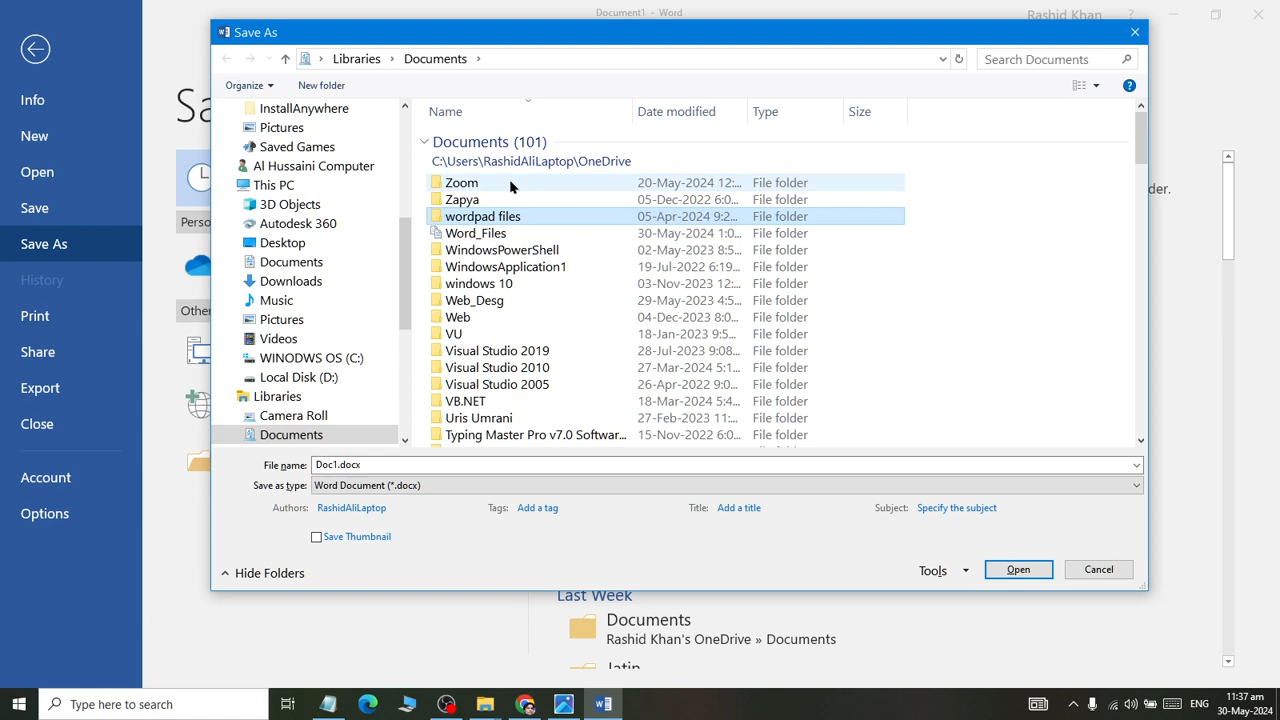 Document1 - Word
Rashid Khan
?
Save As
Libraries
Documents
Search Documents
Organize
New folder
Info
New
Open
Save
Save As
History
Print
Share
Export
Close
Account
Options
Sa
Perso
Other
InstallAnywhere
Pictures
Saved Games
Al Hussaini Computer
This PC
3D Objects
Autodesk 360
Desktop
Documents
Downloads
Music
Pictures
Videos
WINODWS OS (C:)
Local Disk (D:)
Libraries
Camera Roll
Documents
Name Date modified Type Size
Documents (101)
C:\Users\RashidAliLaptop\OneDrive
Zoom 20-May-2024 12:... File folder
Zapya 05-Dec-2022 6:0... File folder
wordpad files 05-Apr-2024 9:2... File folder
Word_Files 30-May-2024 1:0... File folder
WindowsPowerShell 02-May-2023 8:5... File folder
WindowsApplication1 19-Jul-2022 6:19... File folder
windows 10 03-Nov-2023 12:... File folder
Web_Desg 29-May-2023 4:5... File folder
Web 04-Dec-2023 8:0... File folder
VU 18-Jan-2023 9:5... File folder
Visual Studio 2019 28-Jul-2023 9:08... File folder
Visual Studio 2010 27-Mar-2024 5:1... File folder
Visual Studio 2005 26-Apr-2022 9:0... File folder
VB.NET 18-Mar-2024 5:4... File folder
Uris Umrani 27-Feb-2023 11:... File folder
Typing Master Pro v7.0 Softwar... 15-Nov-2022 6:0... File folder
der.
File name: Doc1.docx
Save as type: Word Document (*.docx)
Authors: RashidAliLaptop Tags: Add a tag Title: Add a title Subject: Specify the subject
Save Thumbnail
Hide Folders
Tools Open Cancel
Last Week
Documents
Rashid Khan's OneDrive » Documents
Type here to search
ENG
11:37 am
30-May-2024